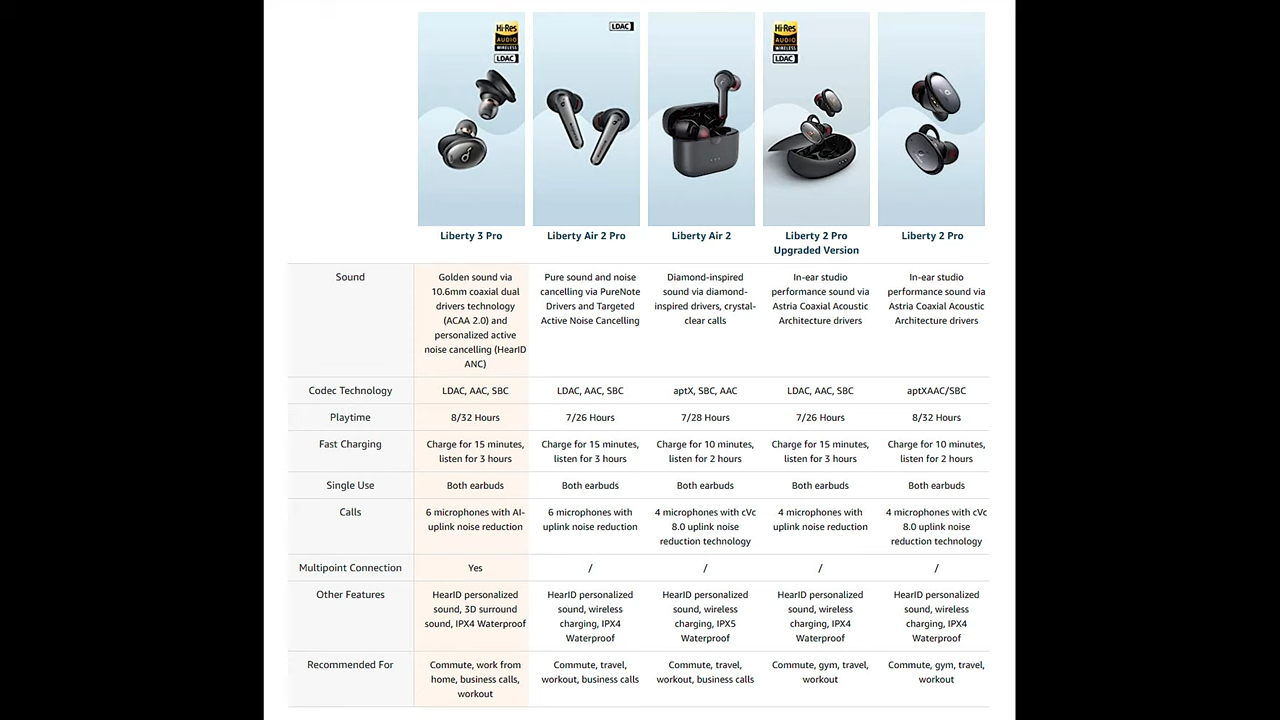 Hi-Res
AUDIO
WIRELESS
LDAC
LDAC
Hi-Res
AUDIO
WIRELESS
LDAC
Liberty 3 Pro
Liberty Air 2 Pro
Liberty Air 2
Liberty 2 Pro
Upgraded Version
Liberty 2 Pro
Sound
Golden sound via
10.6mm coaxial dual
drivers technology
(ACAA 2.0) and
personalized active
noise cancelling (HearID
ANC)
Pure sound and noise
cancelling via PureNote
Drivers and Targeted
Active Noise Cancelling
Diamond-inspired
sound via diamond-
inspired drivers, crystal-
clear calls
In-ear studio
performance sound via
Astria Coaxial Acoustic
Architecture drivers
In-ear studio
performance sound via
Astria Coaxial Acoustic
Architecture drivers
Codec Technology
LDAC, AAC, SBC
LDAC, AAC, SBC
aptX, SBC, AAC
LDAC, AAC, SBC
aptXAAC/SBC
Playtime
8/32 Hours
7/26 Hours
7/28 Hours
7/26 Hours
8/32 Hours
Fast Charging
Charge for 15 minutes,
listen for 3 hours
Charge for 15 minutes,
listen for 3 hours
Charge for 10 minutes,
listen for 2 hours
Charge for 15 minutes,
listen for 3 hours
Charge for 10 minutes,
listen for 2 hours
Single Use
Both earbuds
Both earbuds
Both earbuds
Both earbuds
Both earbuds
Calls
6 microphones with AI-
uplink noise reduction
6 microphones with
uplink noise reduction
4 microphones with cVc
8.0 uplink noise
reduction technology
4 microphones with
uplink noise reduction
4 microphones with cVc
8.0 uplink noise
reduction technology
Multipoint Connection
Yes
/
/
/
/
Other Features
HearID personalized
sound, 3D surround
sound, IPX4 Waterproof
HearID personalized
sound, wireless
charging, IPX4
Waterproof
HearID personalized
sound, wireless
charging, IPX5
Waterproof
HearID personalized
sound, wireless
charging, IPX4
Waterproof
HearID personalized
sound, wireless
charging, IPX4
Waterproof
Recommended For
Commute, work from
home, business calls,
workout
Commute, travel,
workout, business calls
Commute, travel,
workout, business calls
Commute, gym, travel,
workout
Commute, gym, travel,
workout